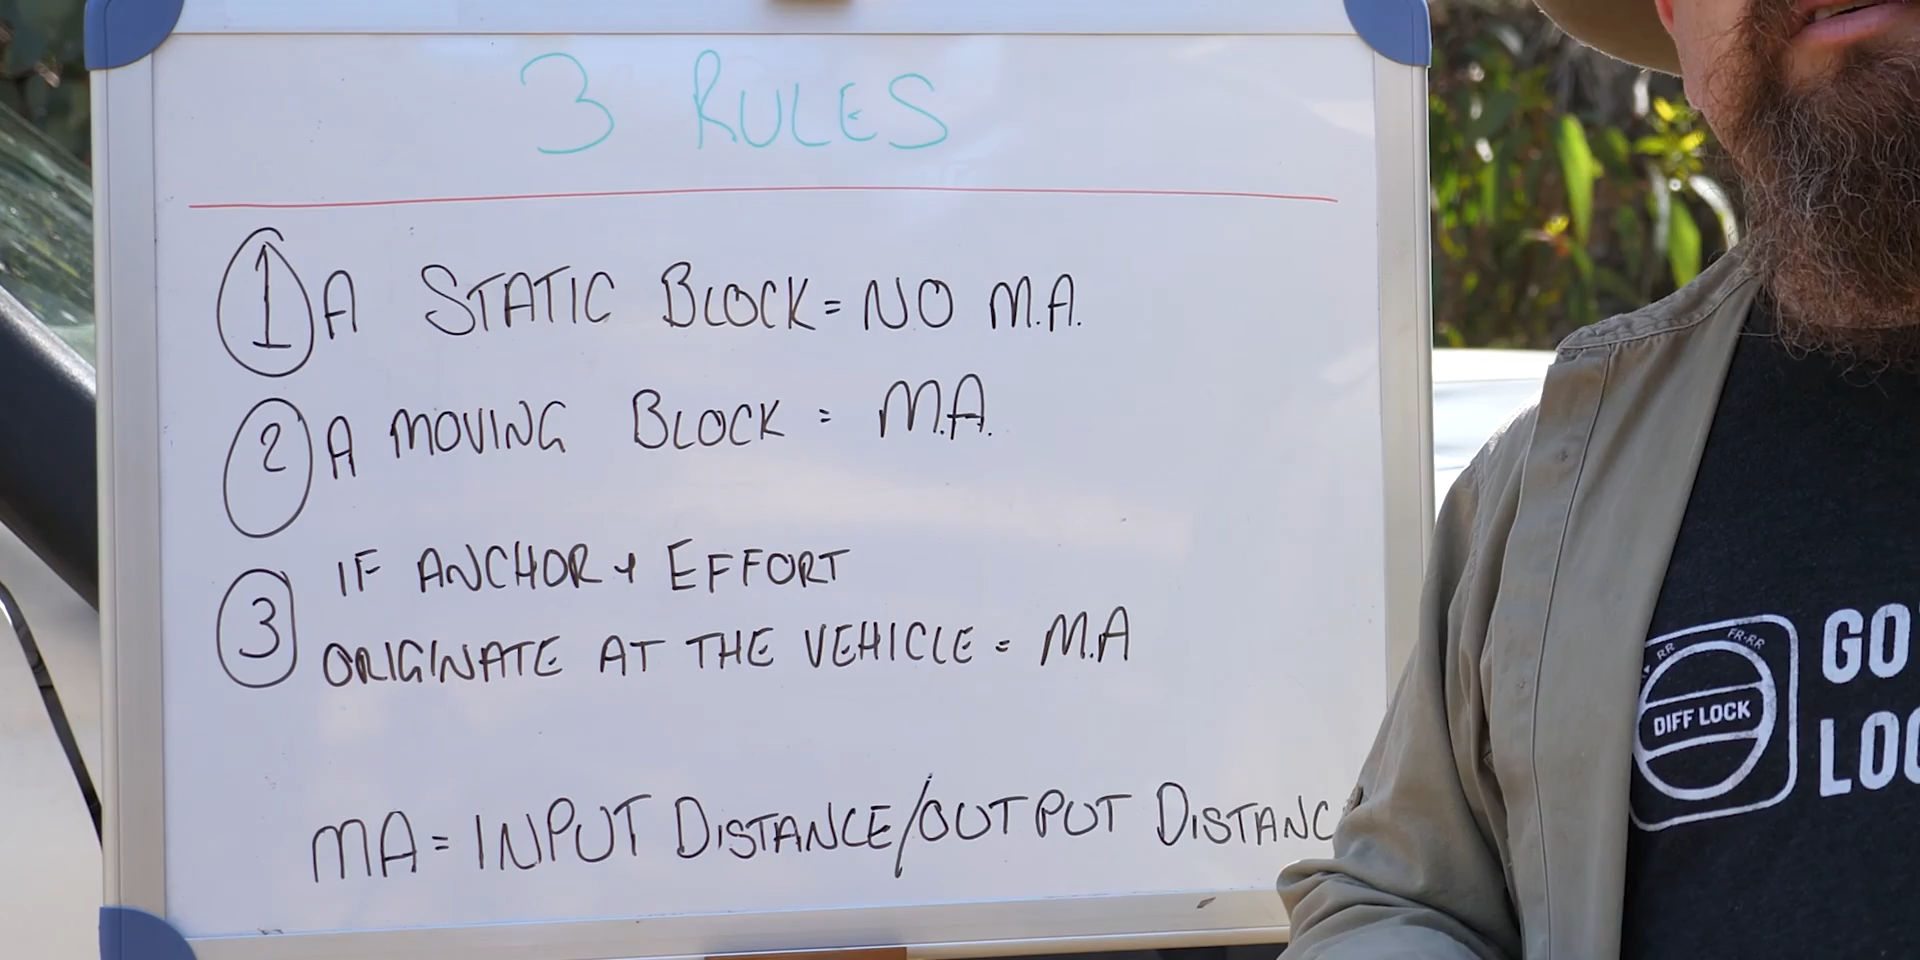 3 RULES
1 A STATIC BLOCK = NO M.A.
2 A MOVING BLOCK = M.A.
3 IF ANCHOR + EFFORT
ORIGINATE AT THE VEHICLE = M.A
MA = INPUT DISTANCE/OUTPUT DISTANC
RR
FR·RR
DIFF LOCK
GO
LOC